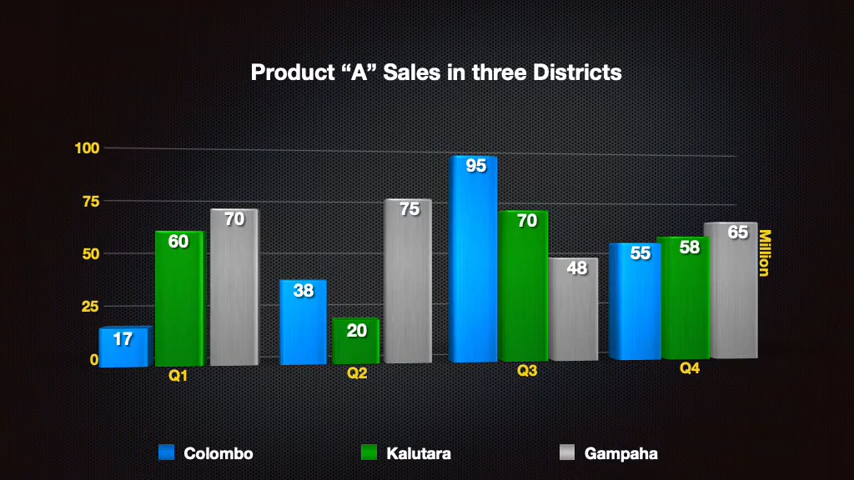 Product “A” Sales in three Districts
100
75
50
25
0
17
60
70
38
20
75
95
70
48
55
58
65
Million
Q1
Q2
Q3
Q4
Colombo
Kalutara
Gampaha